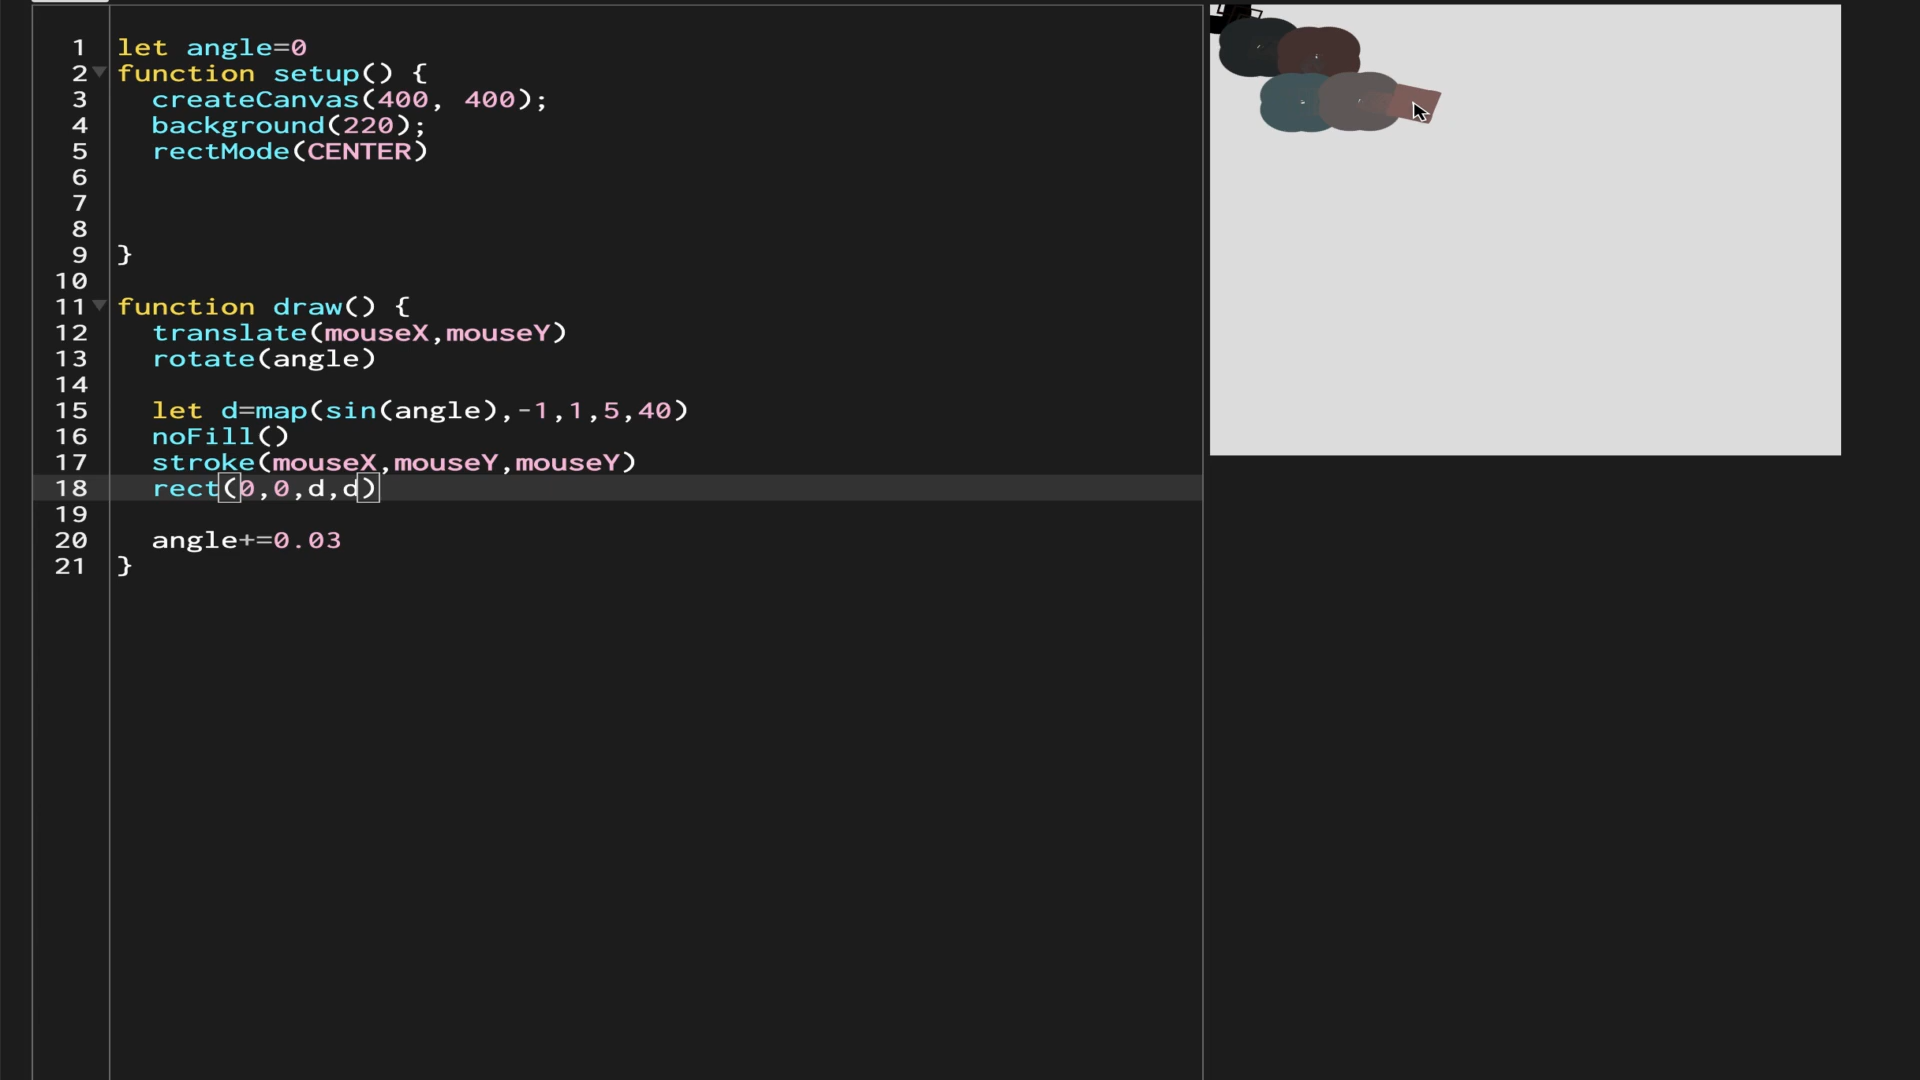 1 let angle=0
2 function setup() {
3 createCanvas(400, 400);
4 background(220);
5 rectMode(CENTER)
6
7
8
9 }
10
11 function draw() {
12 translate(mouseX,mouseY)
13 rotate(angle)
14
15 let d=map(sin(angle),-1,1,5,40)
16 noFill()
17 stroke(mouseX,mouseY,mouseY)
18 rect(0,0,d,d)
19
20 angle+=0.03
21 }